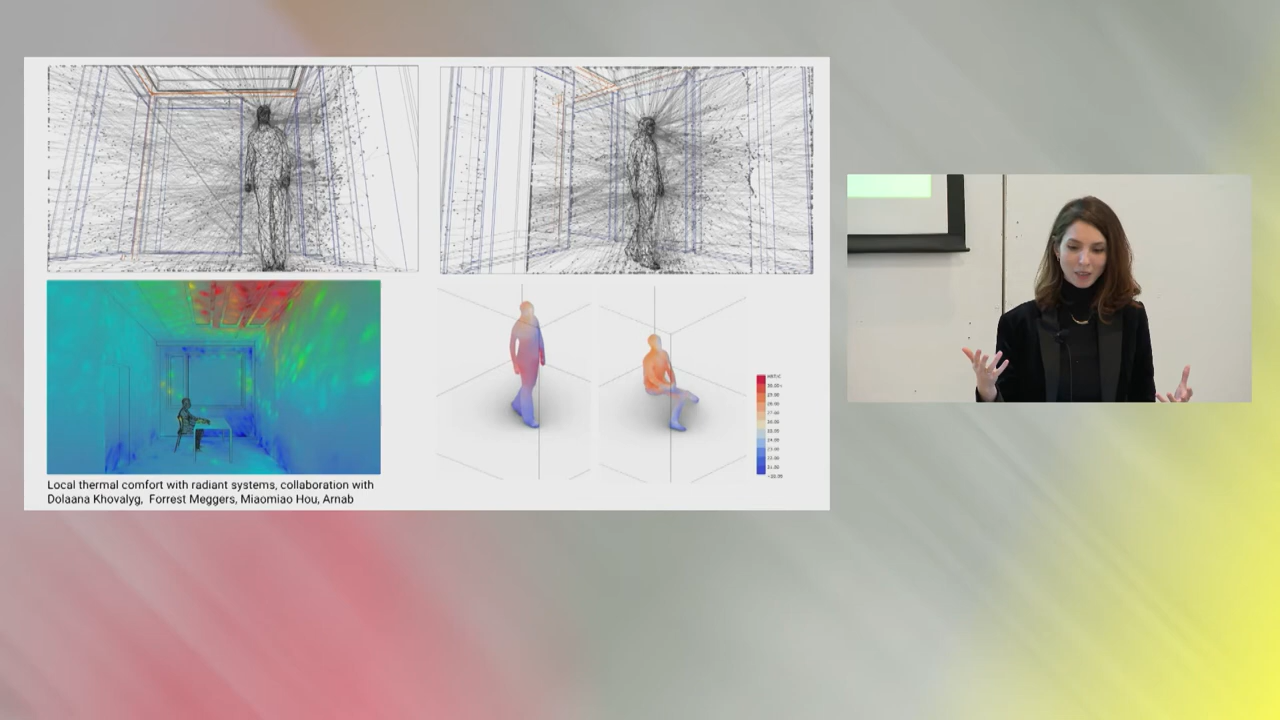 Local thermal comfort with radiant systems, collaboration with
Dolaana Khovalyg, Forrest Meggers, Miaomiao Hou, Arnab